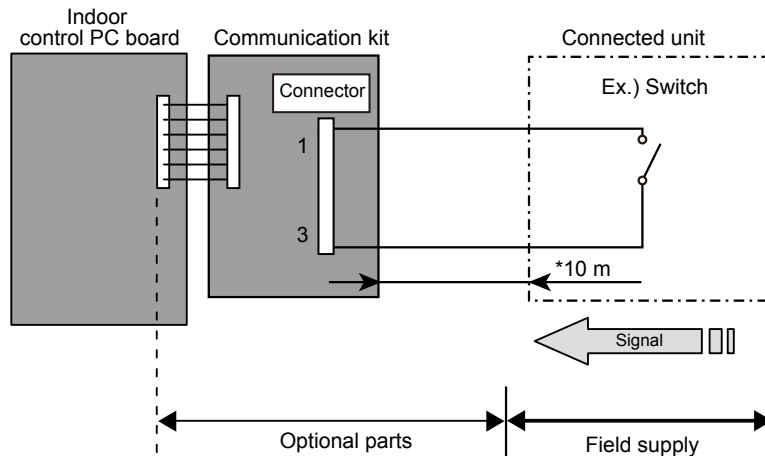 Indoor
control PC board
Communication kit
Connected unit
Connector
Ex.) Switch
1
3
*10 m
Signal
Optional parts
Field supply